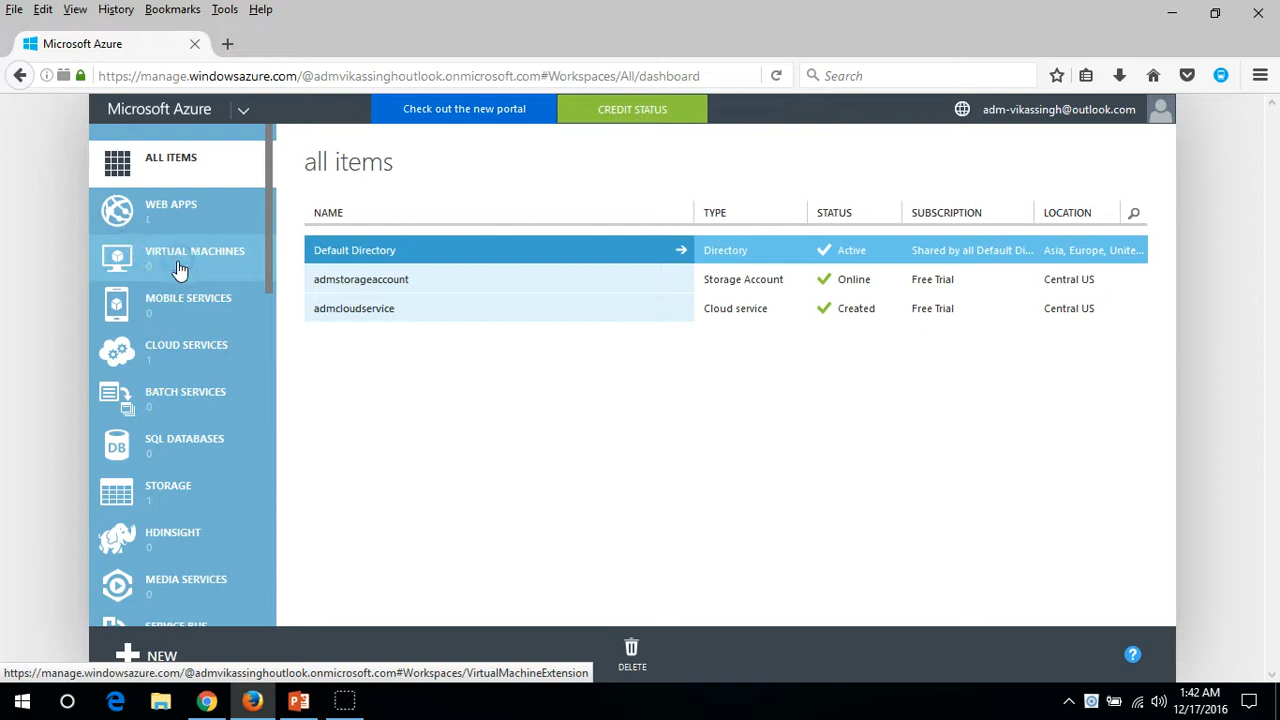 File Edit View History Bookmarks Tools Help
Microsoft Azure
https://manage.windowsazure.com/@admvikassinghoutlook.onmicrosoft.com#Workspaces/All/dashboard
Search
Microsoft Azure
Check out the new portal
CREDIT STATUS
adm-vikassingh@outlook.com
ALL ITEMS
WEB APPS
VIRTUAL MACHINES
0
MOBILE SERVICES
0
CLOUD SERVICES
1
BATCH SERVICES
0
SQL DATABASES
0
DB
STORAGE
1
HDINSIGHT
0
MEDIA SERVICES
0
SERVICE BUS
all items
NAME TYPE STATUS SUBSCRIPTION LOCATION
Default Directory Directory Active Shared by all Default Di... Asia, Europe, Unite...
admstorageaccount Storage Account Online Free Trial Central US
admcloudservice Cloud service Created Free Trial Central US
NEW
DELETE
?
https://manage.windowsazure.com/@admvikassinghoutlook.onmicrosoft.com#Workspaces/VirtualMachineExtension
1:42 AM
12/17/2016